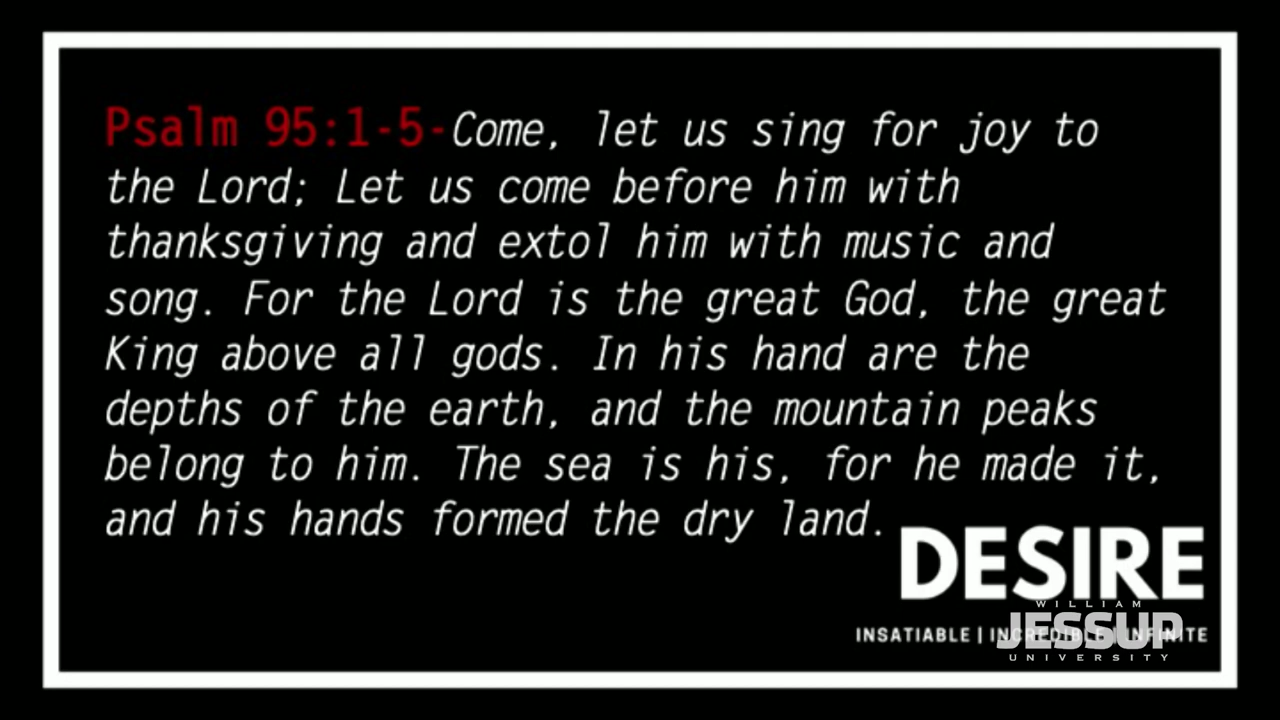 Psalm 95:1-5-Come, let us sing for joy to
the Lord; Let us come before him with
thanksgiving and extol him with music and
song. For the Lord is the great God, the great
King above all gods. In his hand are the
depths of the earth, and the mountain peaks
belong to him. The sea is his, for he made it,
and his hands formed the dry land.
DESIRE
WILLIAM
JESSUP
INSATIABLE | INCREDIBLE | INFINITE
UNIVERSITY